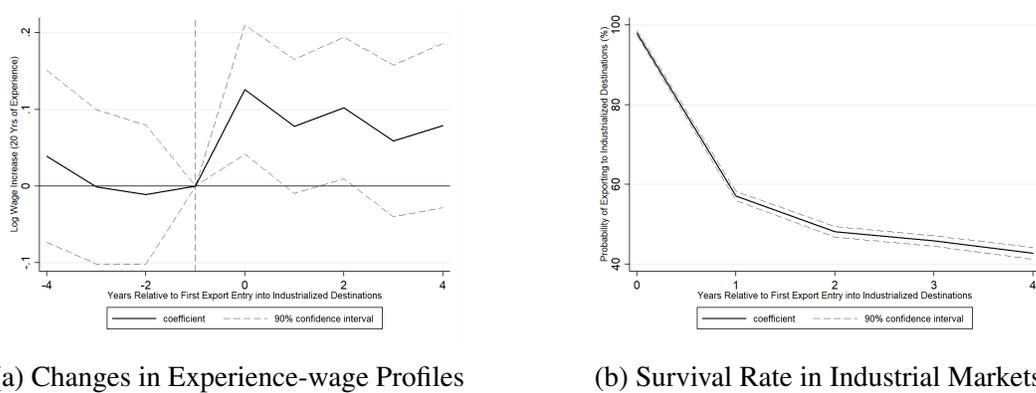 Log Wage Increase (20 Yrs of Experience)
.2
.1
0
-.1
-4
-2
0
2
4
Years Relative to First Export Entry into Industrialized Destinations
coefficient
90% confidence interval
a) Changes in Experience-wage Profiles
Probability of Exporting to Industrialized Destinations (%)
100
80
60
40
0
1
2
3
4
Years Relative to First Export Entry into Industrialized Destinations
coefficient
90% confidence interval
(b) Survival Rate in Industrial Markets